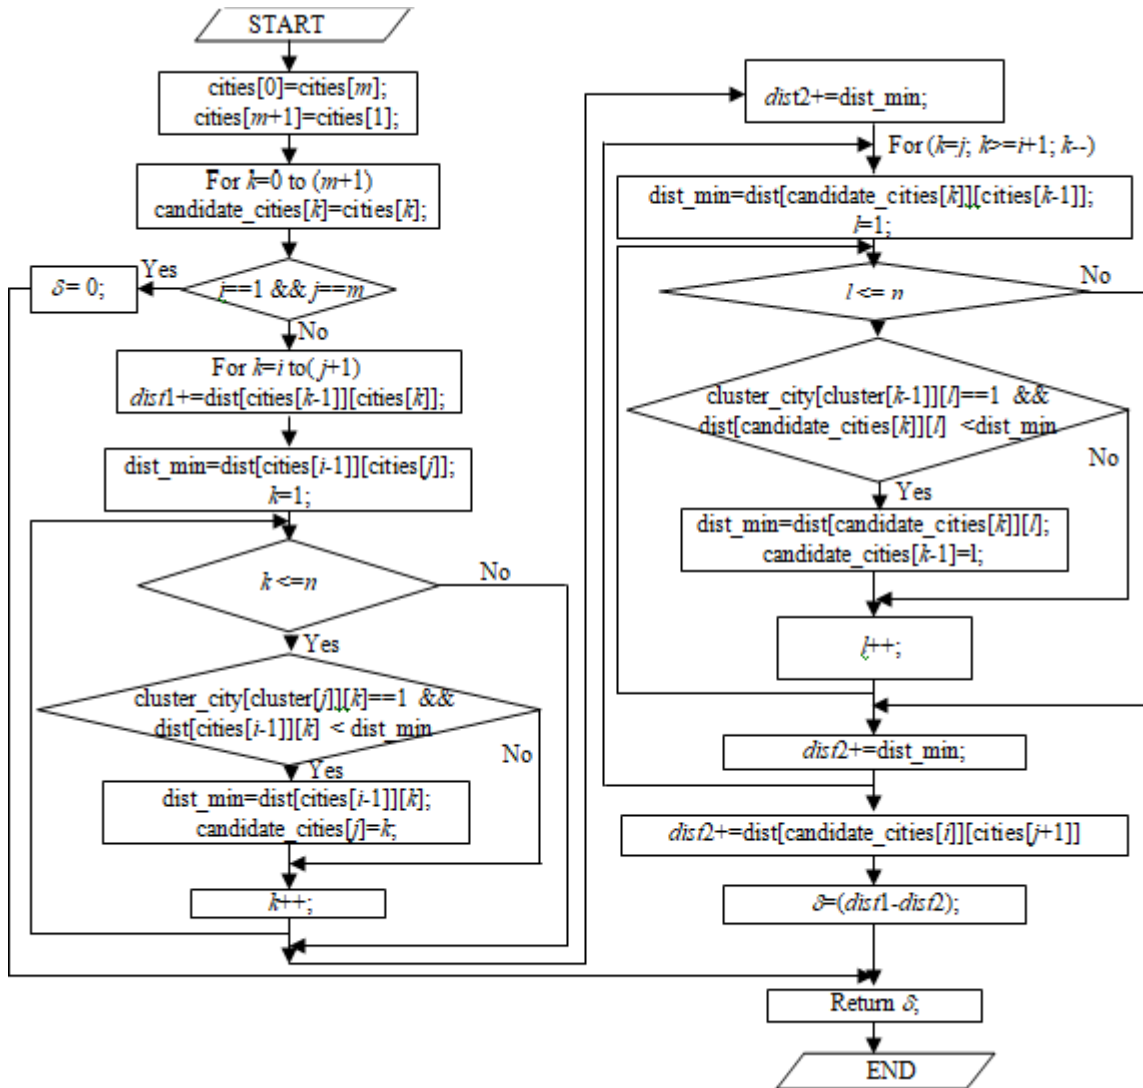 START
cities[0]=cities[m];
cities[m+1]=cities[1];
For k=0 to (m+1)
candidate_cities[k]=cities[k];
Yes
δ= 0;
i==1 && j==m
No
For k=i to( j+1)
dist1+=dist[cities[k-1]][cities[k]];
dist_min=dist[cities[i-1]][cities[j]];
k=1;
k <=n
No
Yes
cluster_city[cluster[j]][k]==1 &&
dist[cities[i-1]][k] < dist_min
No
Yes
dist_min=dist[cities[i-1]][k];
candidate_cities[j]=k;
k++;
dist2+=dist_min;
For (k=j; k>=i+1; k--)
dist_min=dist[candidate_cities[k]][cities[k-1]];
l=1;
No
l <= n
cluster_city[cluster[k-1]][l]==1 &&
dist[candidate_cities[k]][l] <dist_min
No
Yes
dist_min=dist[candidate_cities[k]][l];
candidate_cities[k-1]=l;
l++;
dist2+=dist_min;
dist2+=dist[candidate_cities[i]][cities[j+1]]
δ=(dist1-dist2);
Return δ;
END